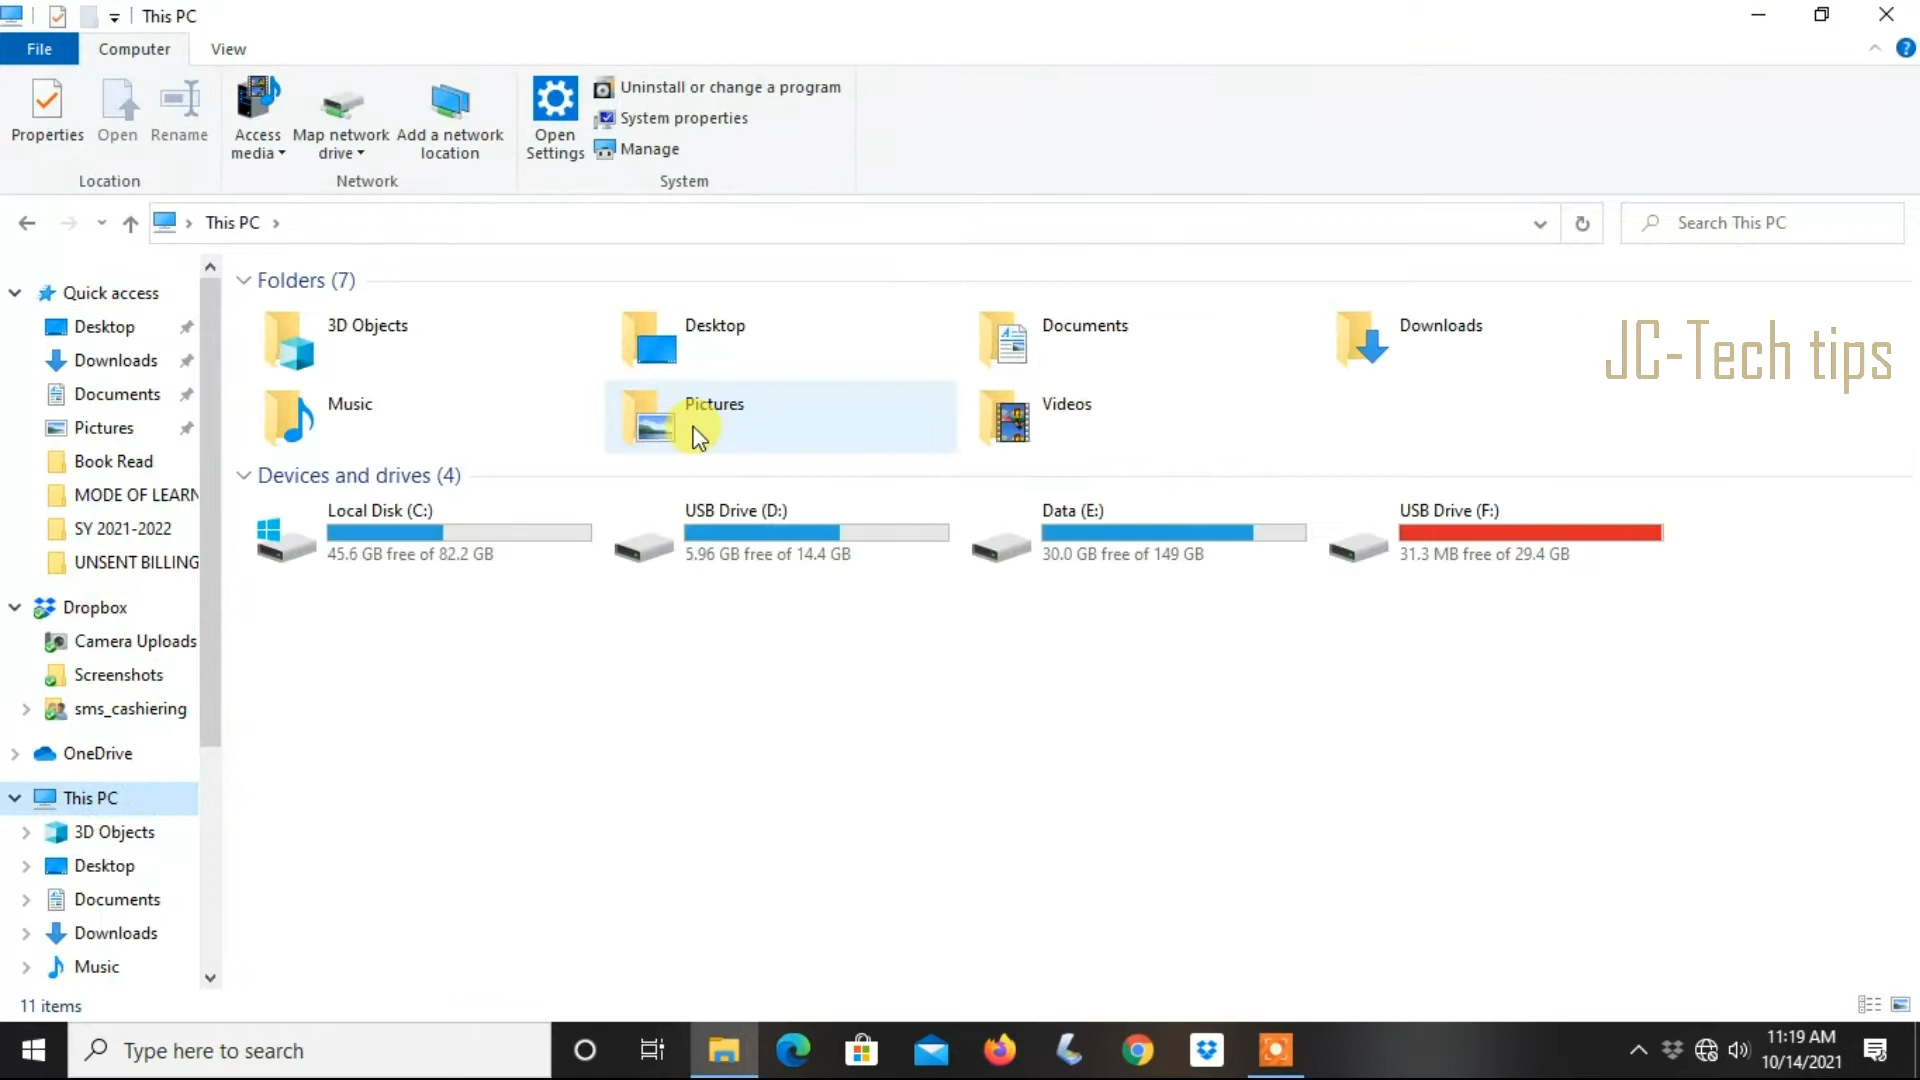 This PC
File
Computer
View
Properties
Open
Rename
Location
Access media
Map network drive
Add a network location
Network
Open Settings
Uninstall or change a program
System properties
Manage
System
This PC
Search This PC
Quick access
Desktop
Downloads
Documents
Pictures
Book Read
MODE OF LEARN
SY 2021-2022
UNSENT BILLING
Dropbox
Camera Uploads
Screenshots
sms_cashiering
OneDrive
This PC
3D Objects
Desktop
Documents
Downloads
Music
Folders (7)
3D Objects
Desktop
Documents
Downloads
JC-Tech tips
Music
Pictures
Videos
Devices and drives (4)
Local Disk (C:)
45.6 GB free of 82.2 GB
USB Drive (D:)
5.96 GB free of 14.4 GB
Data (E:)
30.0 GB free of 149 GB
USB Drive (F:)
31.3 MB free of 29.4 GB
11 items
Type here to search
11:19 AM
10/14/2021